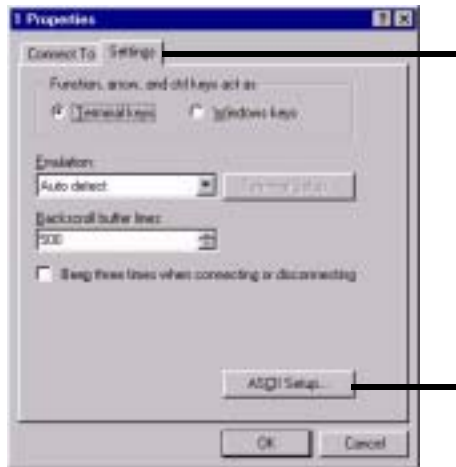 1 Properties
Connect To Settings
Function, arrow, and ctrl keys act as
Terminal keys Windows keys
Emulation:
Auto detect Terminal Setup...
Backscroll buffer lines:
500
Beep three times when connecting or disconnecting
ASCII Setup...
OK Cancel